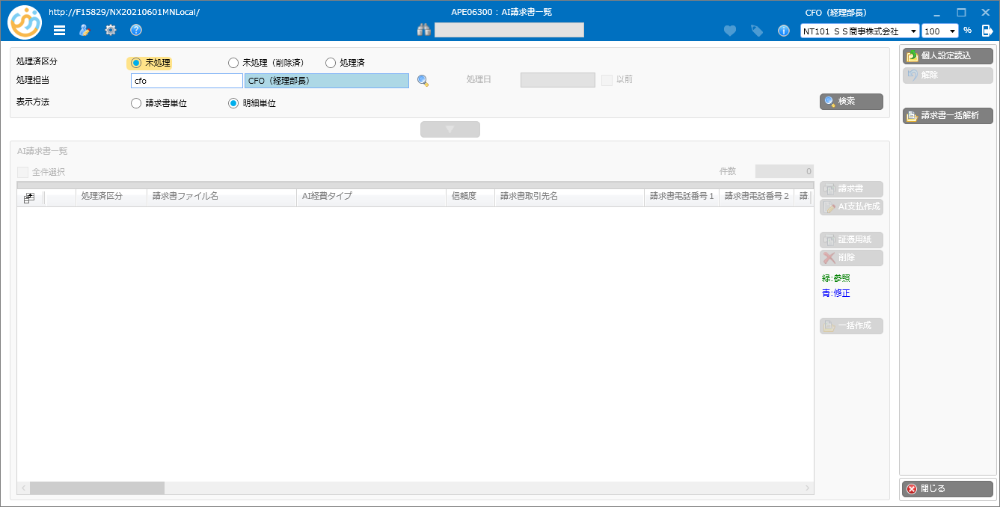 http://F15829/NX20210601MNLocal/
APE06300：AI請求書一覧
CFO（経理部長）
NT101 ＳＳ商事株式会社
100
%
処理済区分
未処理
未処理（削除済）
処理済
処理担当
cfo
CFO（経理部長）
処理日
以前
表示方法
請求書単位
明細単位
検索
▼
AI請求書一覧
全件選択
件数
0
処理済区分
請求書ファイル名
AI経費タイプ
信頼度
請求書取引先名
請求書電話番号１
請求書電話番号２
請
請求書
AI支払作成
証憑用紙
削除
緑:参照
青:修正
一括作成
個人設定読込
解除
請求書一括解析
閉じる